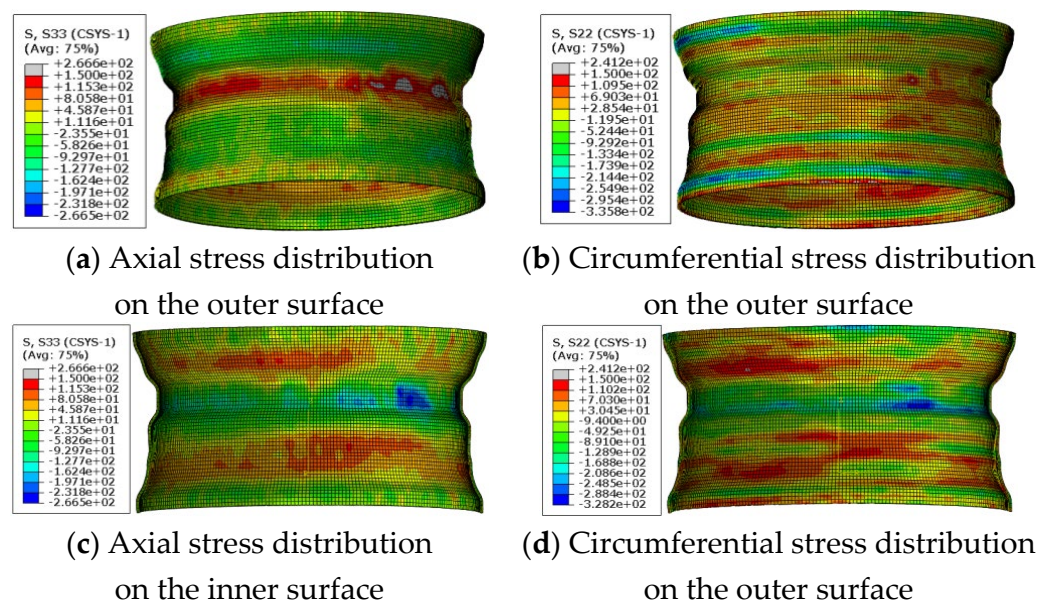 S, S33 (CSYS-1)
(Avg: 75%)
+2.666e+02
+1.500e+02
+1.153e+02
+8.058e+01
+4.587e+01
+1.116e+01
-2.355e+01
-5.826e+01
-9.297e+01
-1.277e+02
-1.624e+02
-1.971e+02
-2.318e+02
-2.665e+02
(a) Axial stress distribution
on the outer surface
S, S22 (CSYS-1)
(Avg: 75%)
+2.412e+02
+1.500e+02
+1.095e+02
+6.903e+01
+2.854e+01
-1.195e+01
-5.244e+01
-9.292e+01
-1.334e+02
-1.739e+02
-2.144e+02
-2.549e+02
-2.954e+02
-3.358e+02
(b) Circumferential stress distribution
on the outer surface
S, S33 (CSYS-1)
(Avg: 75%)
+2.666e+02
+1.500e+02
+1.153e+02
+8.058e+01
+4.587e+01
+1.116e+01
-2.355e+01
-5.826e+01
-9.297e+01
-1.277e+02
-1.624e+02
-1.971e+02
-2.318e+02
-2.665e+02
(c) Axial stress distribution
on the inner surface
S, S22 (CSYS-1)
(Avg: 75%)
+2.412e+02
+1.500e+02
+1.102e+02
+7.030e+01
+3.045e+01
-9.400e+00
-4.925e+01
-8.910e+01
-1.289e+02
-1.688e+02
-2.086e+02
-2.485e+02
-2.884e+02
-3.282e+02
(d) Circumferential stress distribution
on the outer surface